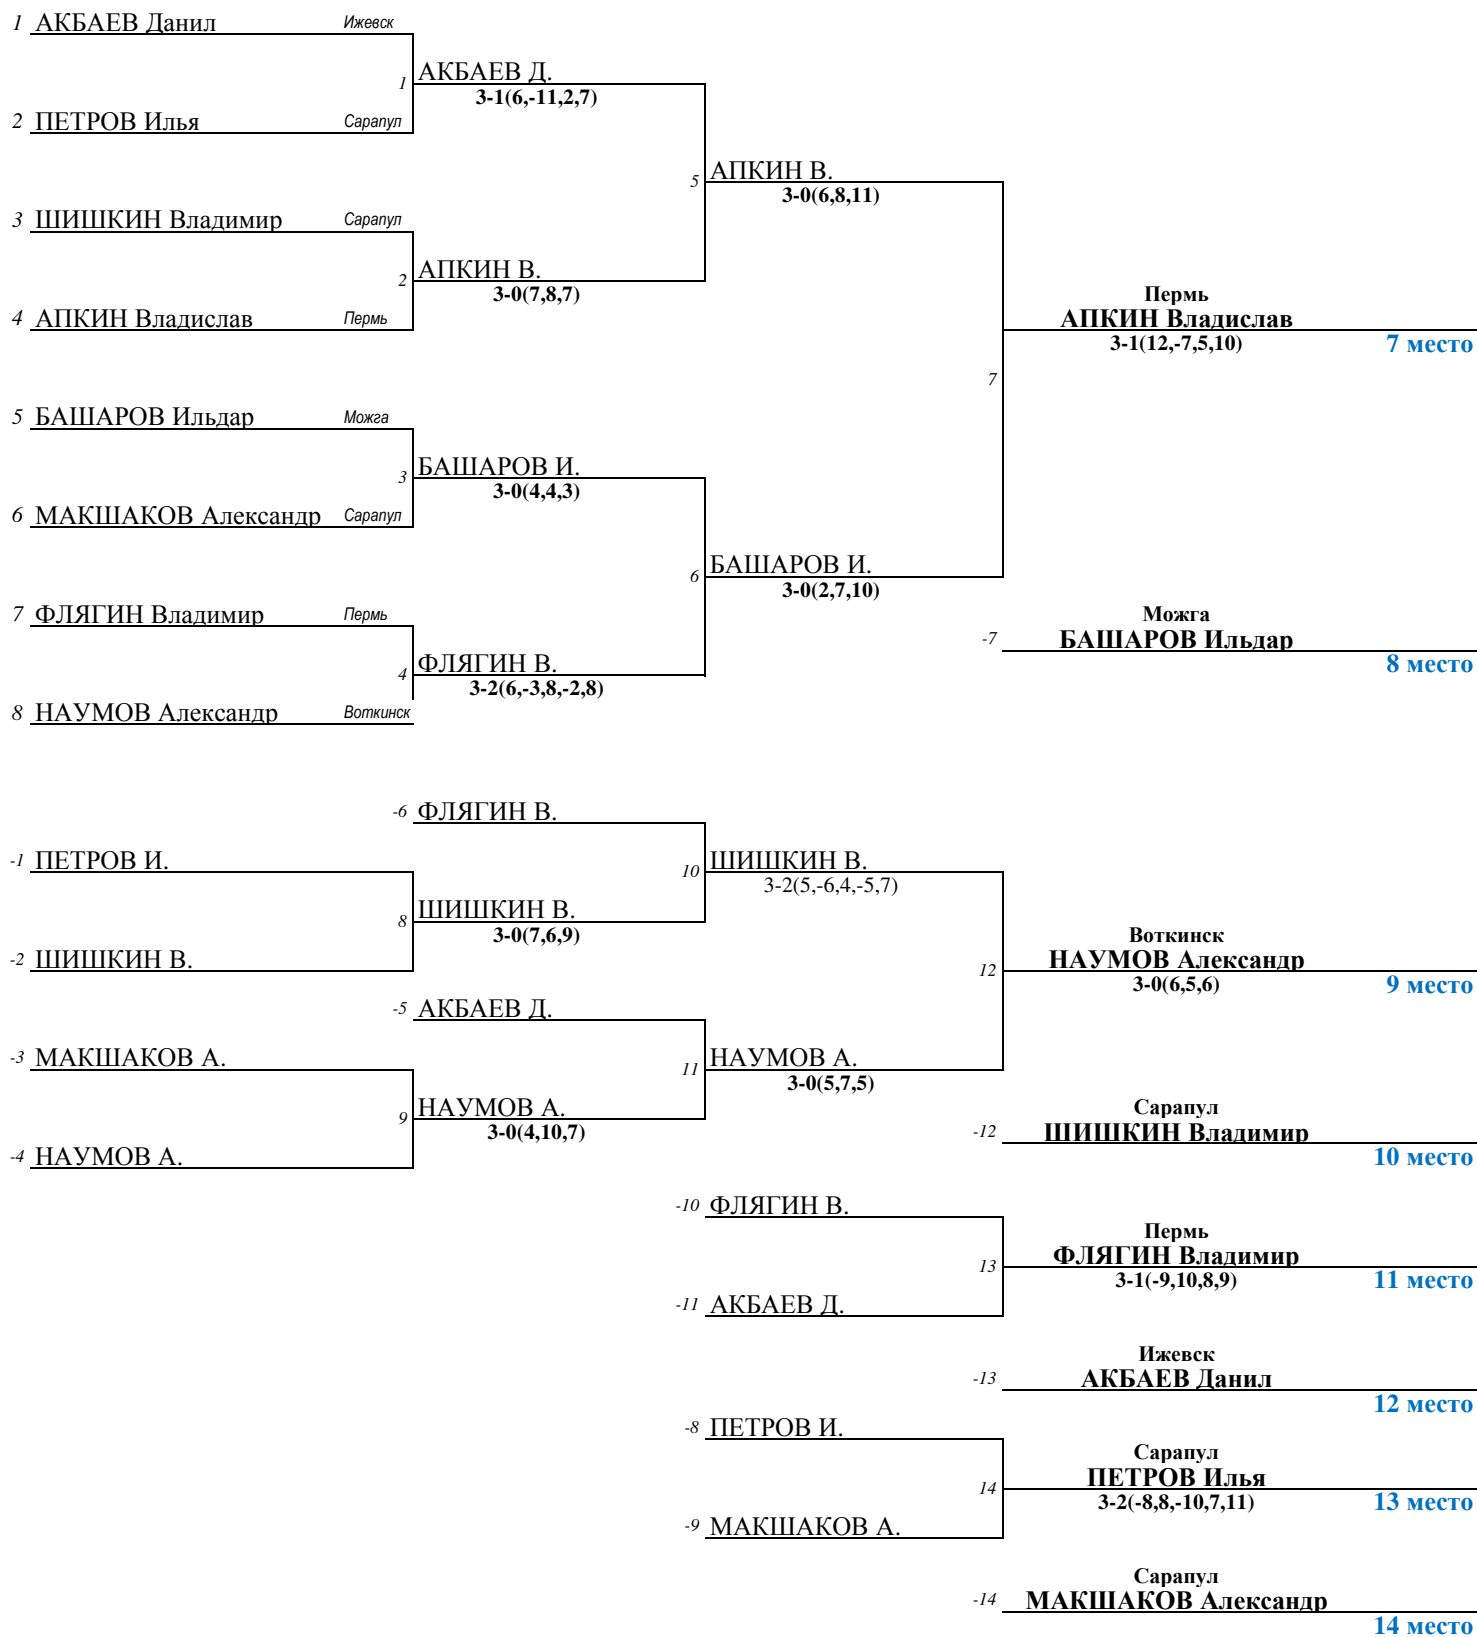 1 АКБАЕВ Данил Ижевск
1 АКБАЕВ Д.
3-1(6,-11,2,7)
2 ПЕТРОВ Илья Сарапул
5 АПКИН В.
3-0(6,8,11)
3 ШИШКИН Владимир Сарапул
2 АПКИН В.
3-0(7,8,7)
4 АПКИН Владислав Пермь
Пермь
АПКИН Владислав
3-1(12,-7,5,10) 7 место
7
5 БАШАРОВ Ильдар Можга
3 БАШАРОВ И.
3-0(4,4,3)
6 МАКШАКОВ Александр Сарапул
6 БАШАРОВ И.
3-0(2,7,10)
7 ФЛЯГИН Владимир Пермь
Можга
-7 БАШАРОВ Ильдар
8 место
4 ФЛЯГИН В.
3-2(6,-3,8,-2,8)
8 НАУМОВ Александр Воткинск
-6 ФЛЯГИН В.
-1 ПЕТРОВ И.
10 ШИШКИН В.
3-2(5,-6,4,-5,7)
8 ШИШКИН В.
3-0(7,6,9)
-2 ШИШКИН В.
Воткинск
12 НАУМОВ Александр
3-0(6,5,6) 9 место
-5 АКБАЕВ Д.
-3 МАКШАКОВ А.
11 НАУМОВ А.
3-0(5,7,5)
9 НАУМОВ А.
3-0(4,10,7)
-4 НАУМОВ А.
Сарапул
-12 ШИШКИН Владимир
10 место
-10 ФЛЯГИН В.
Пермь
13 ФЛЯГИН Владимир
3-1(-9,10,8,9) 11 место
-11 АКБАЕВ Д.
Ижевск
-13 АКБАЕВ Данил
12 место
-8 ПЕТРОВ И.
Сарапул
14 ПЕТРОВ Илья
3-2(-8,8,-10,7,11) 13 место
-9 МАКШАКОВ А.
Сарапул
-14 МАКШАКОВ Александр
14 место